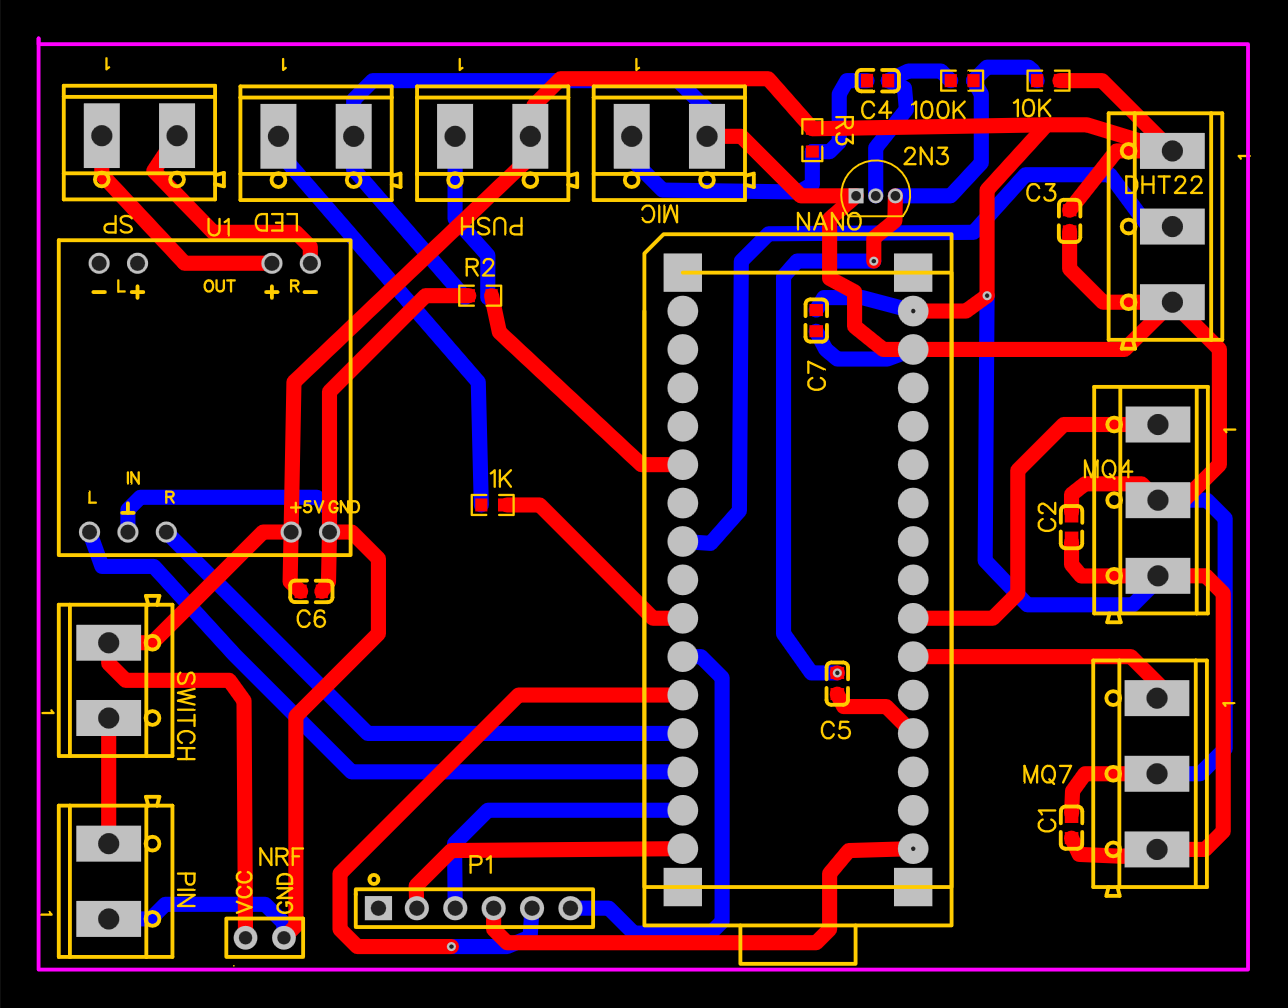 1
1
1
1
C4
100K
10K
R3
2N3
1
DHT22
C3
SP
U1
LED
PUSH
MIC
NANO
R2
- L +
OUT
+ R -
C7
1
MQ4
IN
L
+
R
+5V GND
1K
C2
C6
SWITCH
1
1
C5
MQ7
C1
NRF
P1
PIN
VCC
GND
1